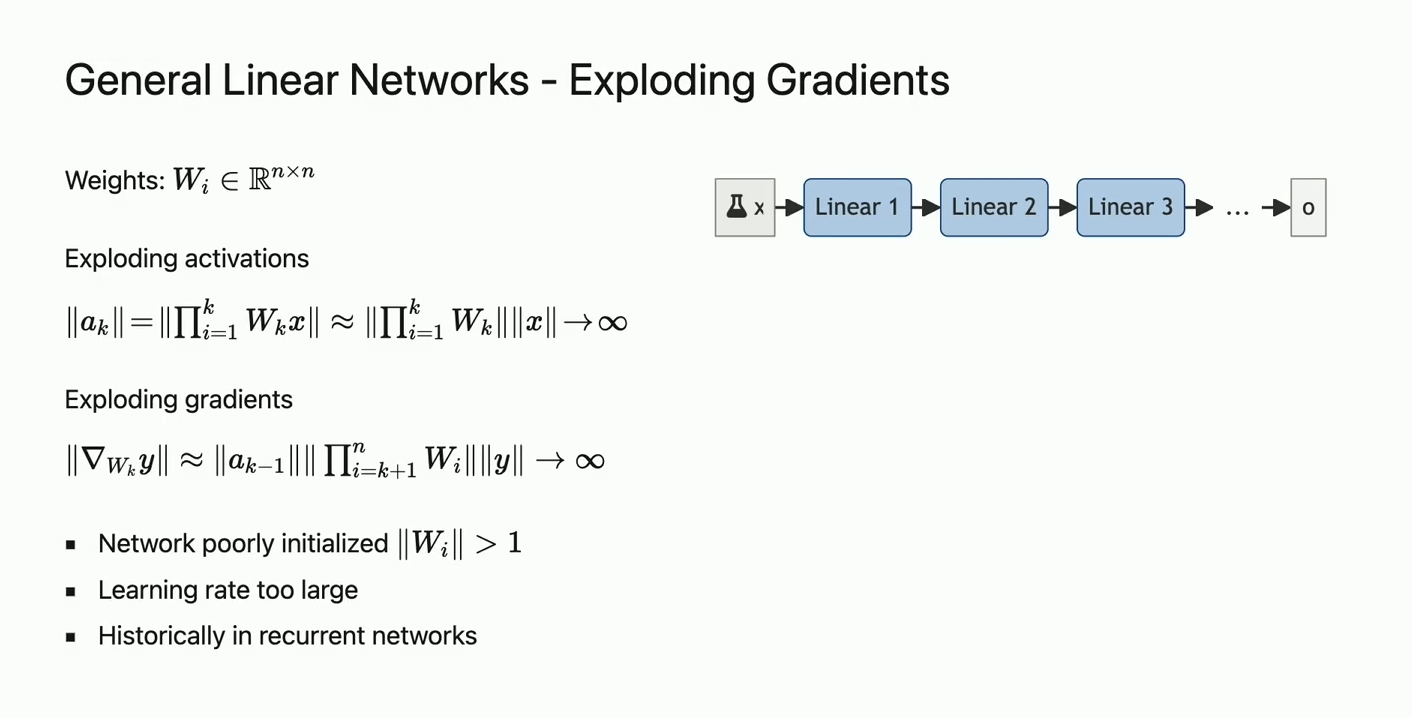 General Linear Networks - Exploding Gradients
Weights: $W_i \in \mathbb{R}^{n \times n}$
x Linear 1 Linear 2 Linear 3 ... o
Exploding activations
$\|a_k\| = \|\prod_{i=1}^{k} W_k x\| \approx \|\prod_{i=1}^{k} W_k\| \|x\| \to \infty$
Exploding gradients
$\|\nabla_{W_k} y\| \approx \|a_{k-1}\| \| \prod_{i=k+1}^{n} W_i\| \|y\| \to \infty$
▪ Network poorly initialized $\|W_i\| > 1$
▪ Learning rate too large
▪ Historically in recurrent networks